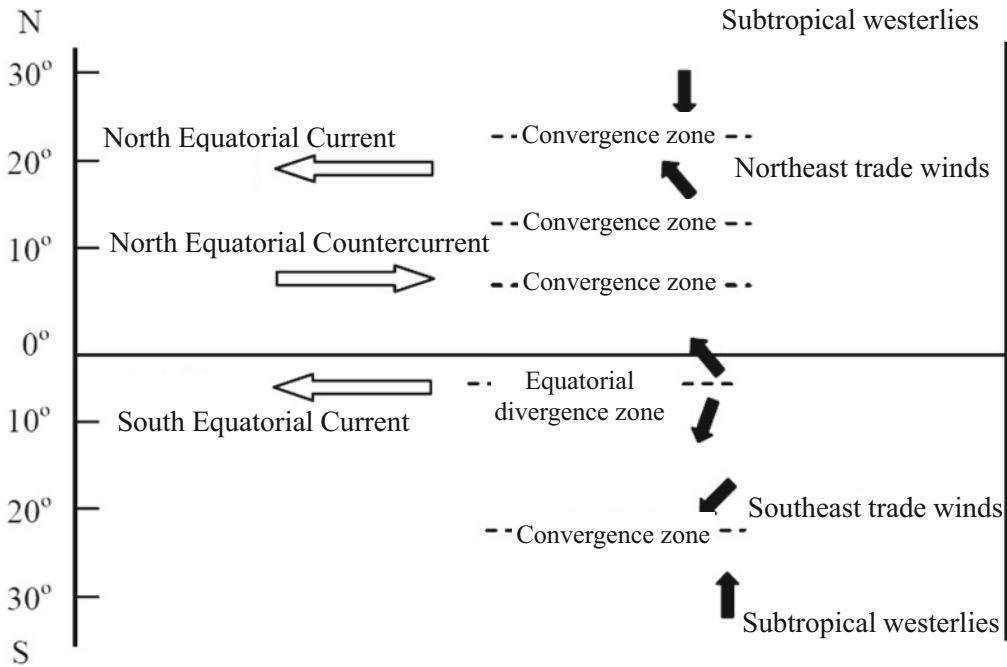 N
Subtropical westerlies
30°
North Equatorial Current
Convergence zone
20°
Northeast trade winds
Convergence zone
North Equatorial Countercurrent
10°
Convergence zone
0°
Equatorial
divergence zone
10°
South Equatorial Current
20°
Southeast trade winds
Convergence zone
30°
Subtropical westerlies
S